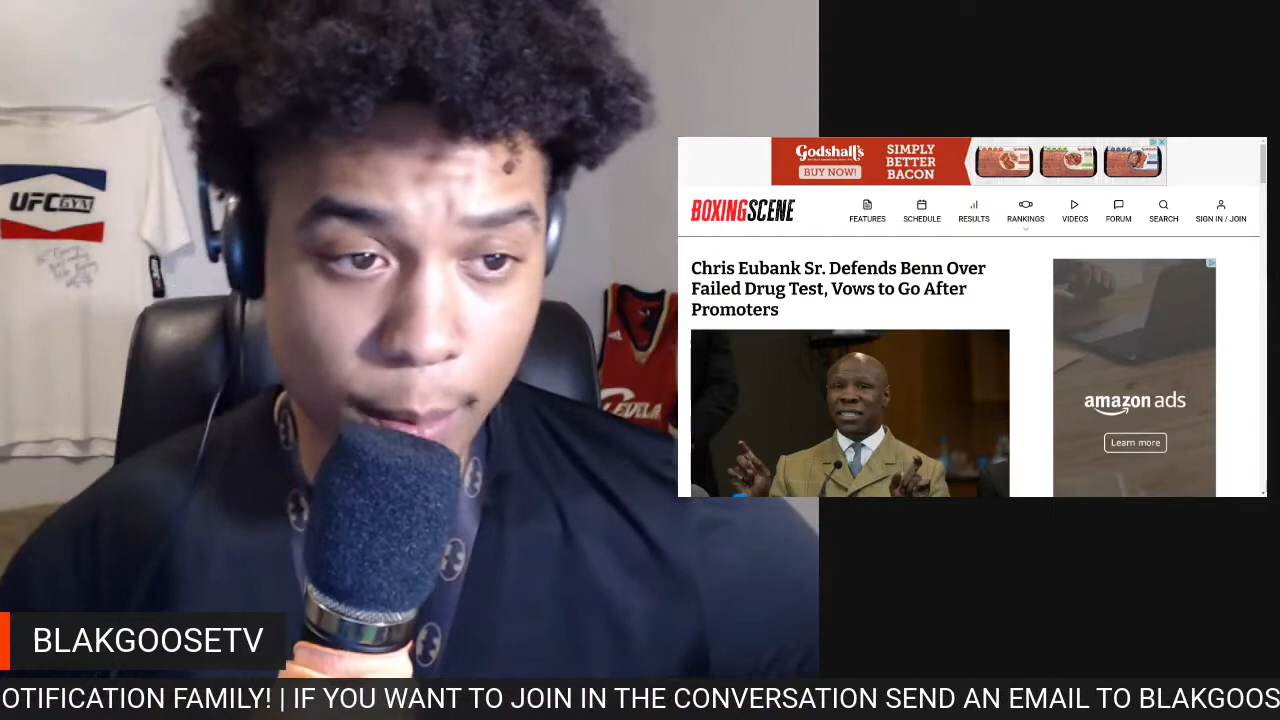 UFC GYM
Godshall's
BUY NOW!
SIMPLY
BETTER
BACON
BOXINGSCENE
FEATURES
SCHEDULE
RESULTS
RANKINGS
VIDEOS
FORUM
SEARCH
SIGN IN / JOIN
Chris Eubank Sr. Defends Benn Over
Failed Drug Test, Vows to Go After
Promoters
amazon ads
Learn more
BLAKGOOSETV
OTIFICATION FAMILY! | IF YOU WANT TO JOIN IN THE CONVERSATION SEND AN EMAIL TO BLAKGOOS